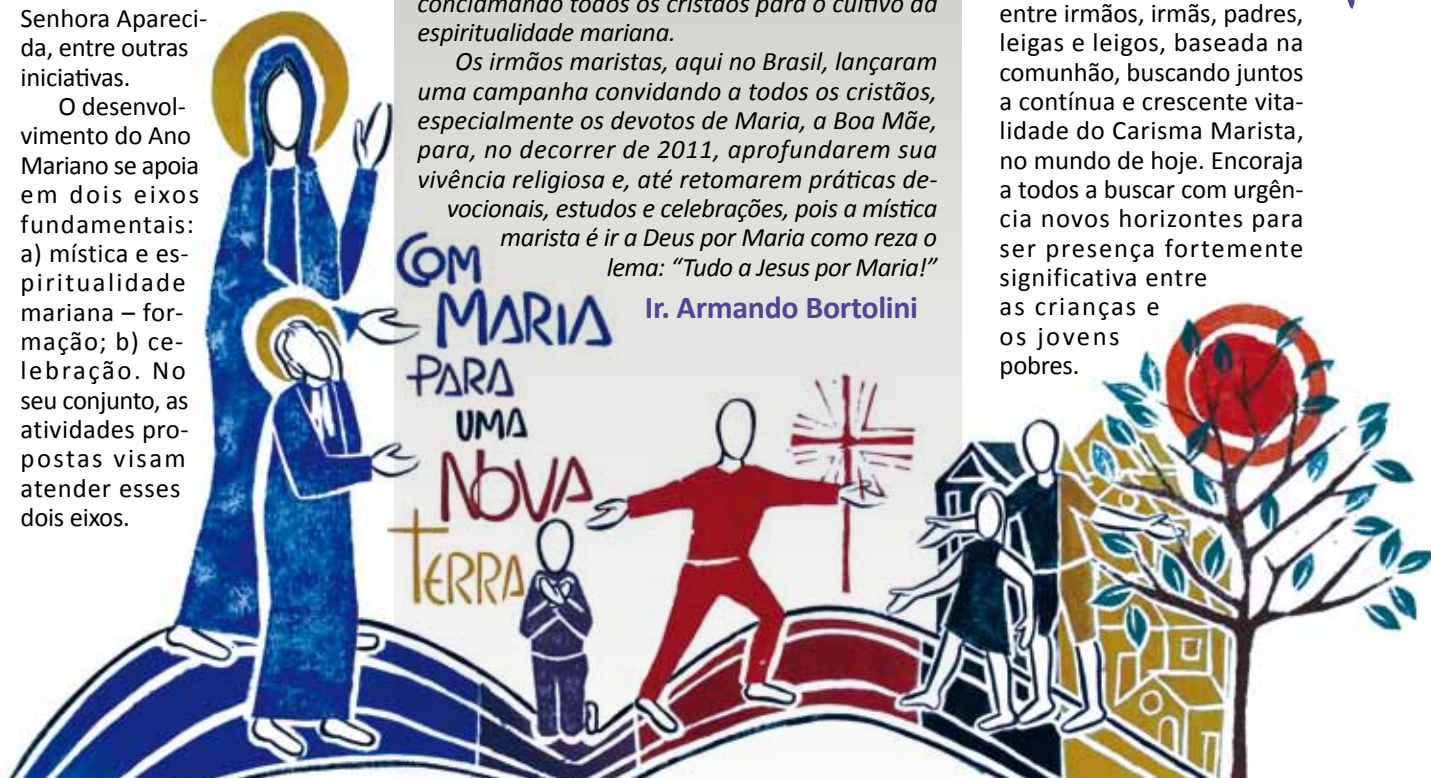 Senhora Apareci-
da, entre outras
iniciativas.
O desenvol-
vimento do Ano
Mariano se apoia
em dois eixos
fundamentais:
a) mística e es-
piritualidade
mariana – for-
mação; b) ce-
lebração. No
seu conjunto, as
atividades pro-
postas visam
atender esses
dois eixos.
conclamando todos os cristãos para o cultivo da
espiritualidade mariana.
Os irmãos maristas, aqui no Brasil, lançaram
uma campanha convidando a todos os cristãos,
especialmente os devotos de Maria, a Boa Mãe,
para, no decorrer de 2011, aprofundarem sua
vivência religiosa e, até retomarem práticas de-
vocionais, estudos e celebrações, pois a mística
marista é ir a Deus por Maria como reza o
lema: “Tudo a Jesus por Maria!”
Ir. Armando Bortolini
COM
MARIA
PARA
UMA
NOVA
TERRA
entre irmãos, irmãs, padres,
leigas e leigos, baseada na
comunhão, buscando juntos
a contínua e crescente vita-
lidade do Carisma Marista,
no mundo de hoje. Encoraja
a todos a buscar com urgên-
cia novos horizontes para
ser presença fortemente
significativa entre
as crianças e
os jovens
pobres.